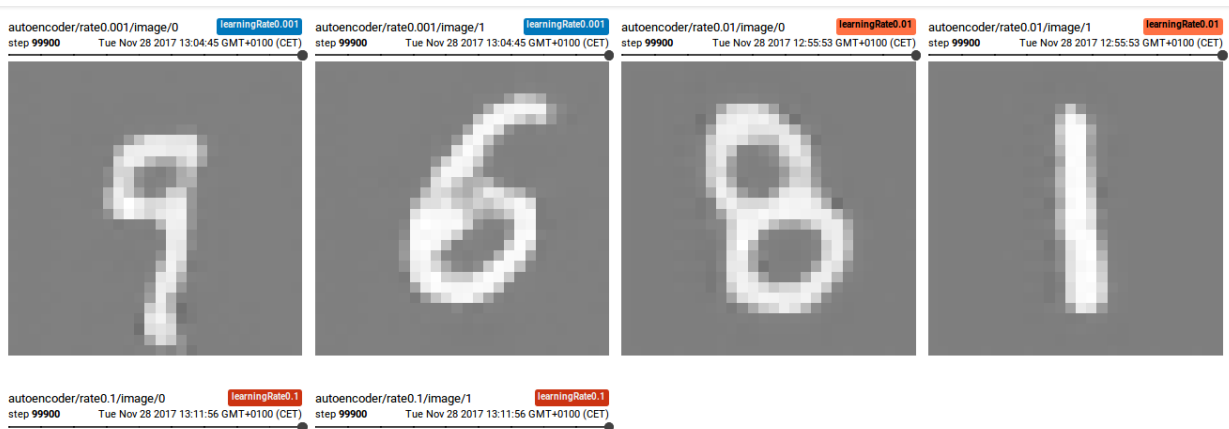 autoencoder/rate0.001/image/0 learningRate0.001
step 99900 Tue Nov 28 2017 13:04:45 GMT+0100 (CET)
autoencoder/rate0.001/image/1 learningRate0.001
step 99900 Tue Nov 28 2017 13:04:45 GMT+0100 (CET)
autoencoder/rate0.01/image/0 learningRate0.01
step 99900 Tue Nov 28 2017 12:55:53 GMT+0100 (CET)
autoencoder/rate0.01/image/1 learningRate0.01
step 99900 Tue Nov 28 2017 12:55:53 GMT+0100 (CET)
9
6
8
1
autoencoder/rate0.1/image/0 learningRate0.1
step 99900 Tue Nov 28 2017 13:11:56 GMT+0100 (CET)
autoencoder/rate0.1/image/1 learningRate0.1
step 99900 Tue Nov 28 2017 13:11:56 GMT+0100 (CET)